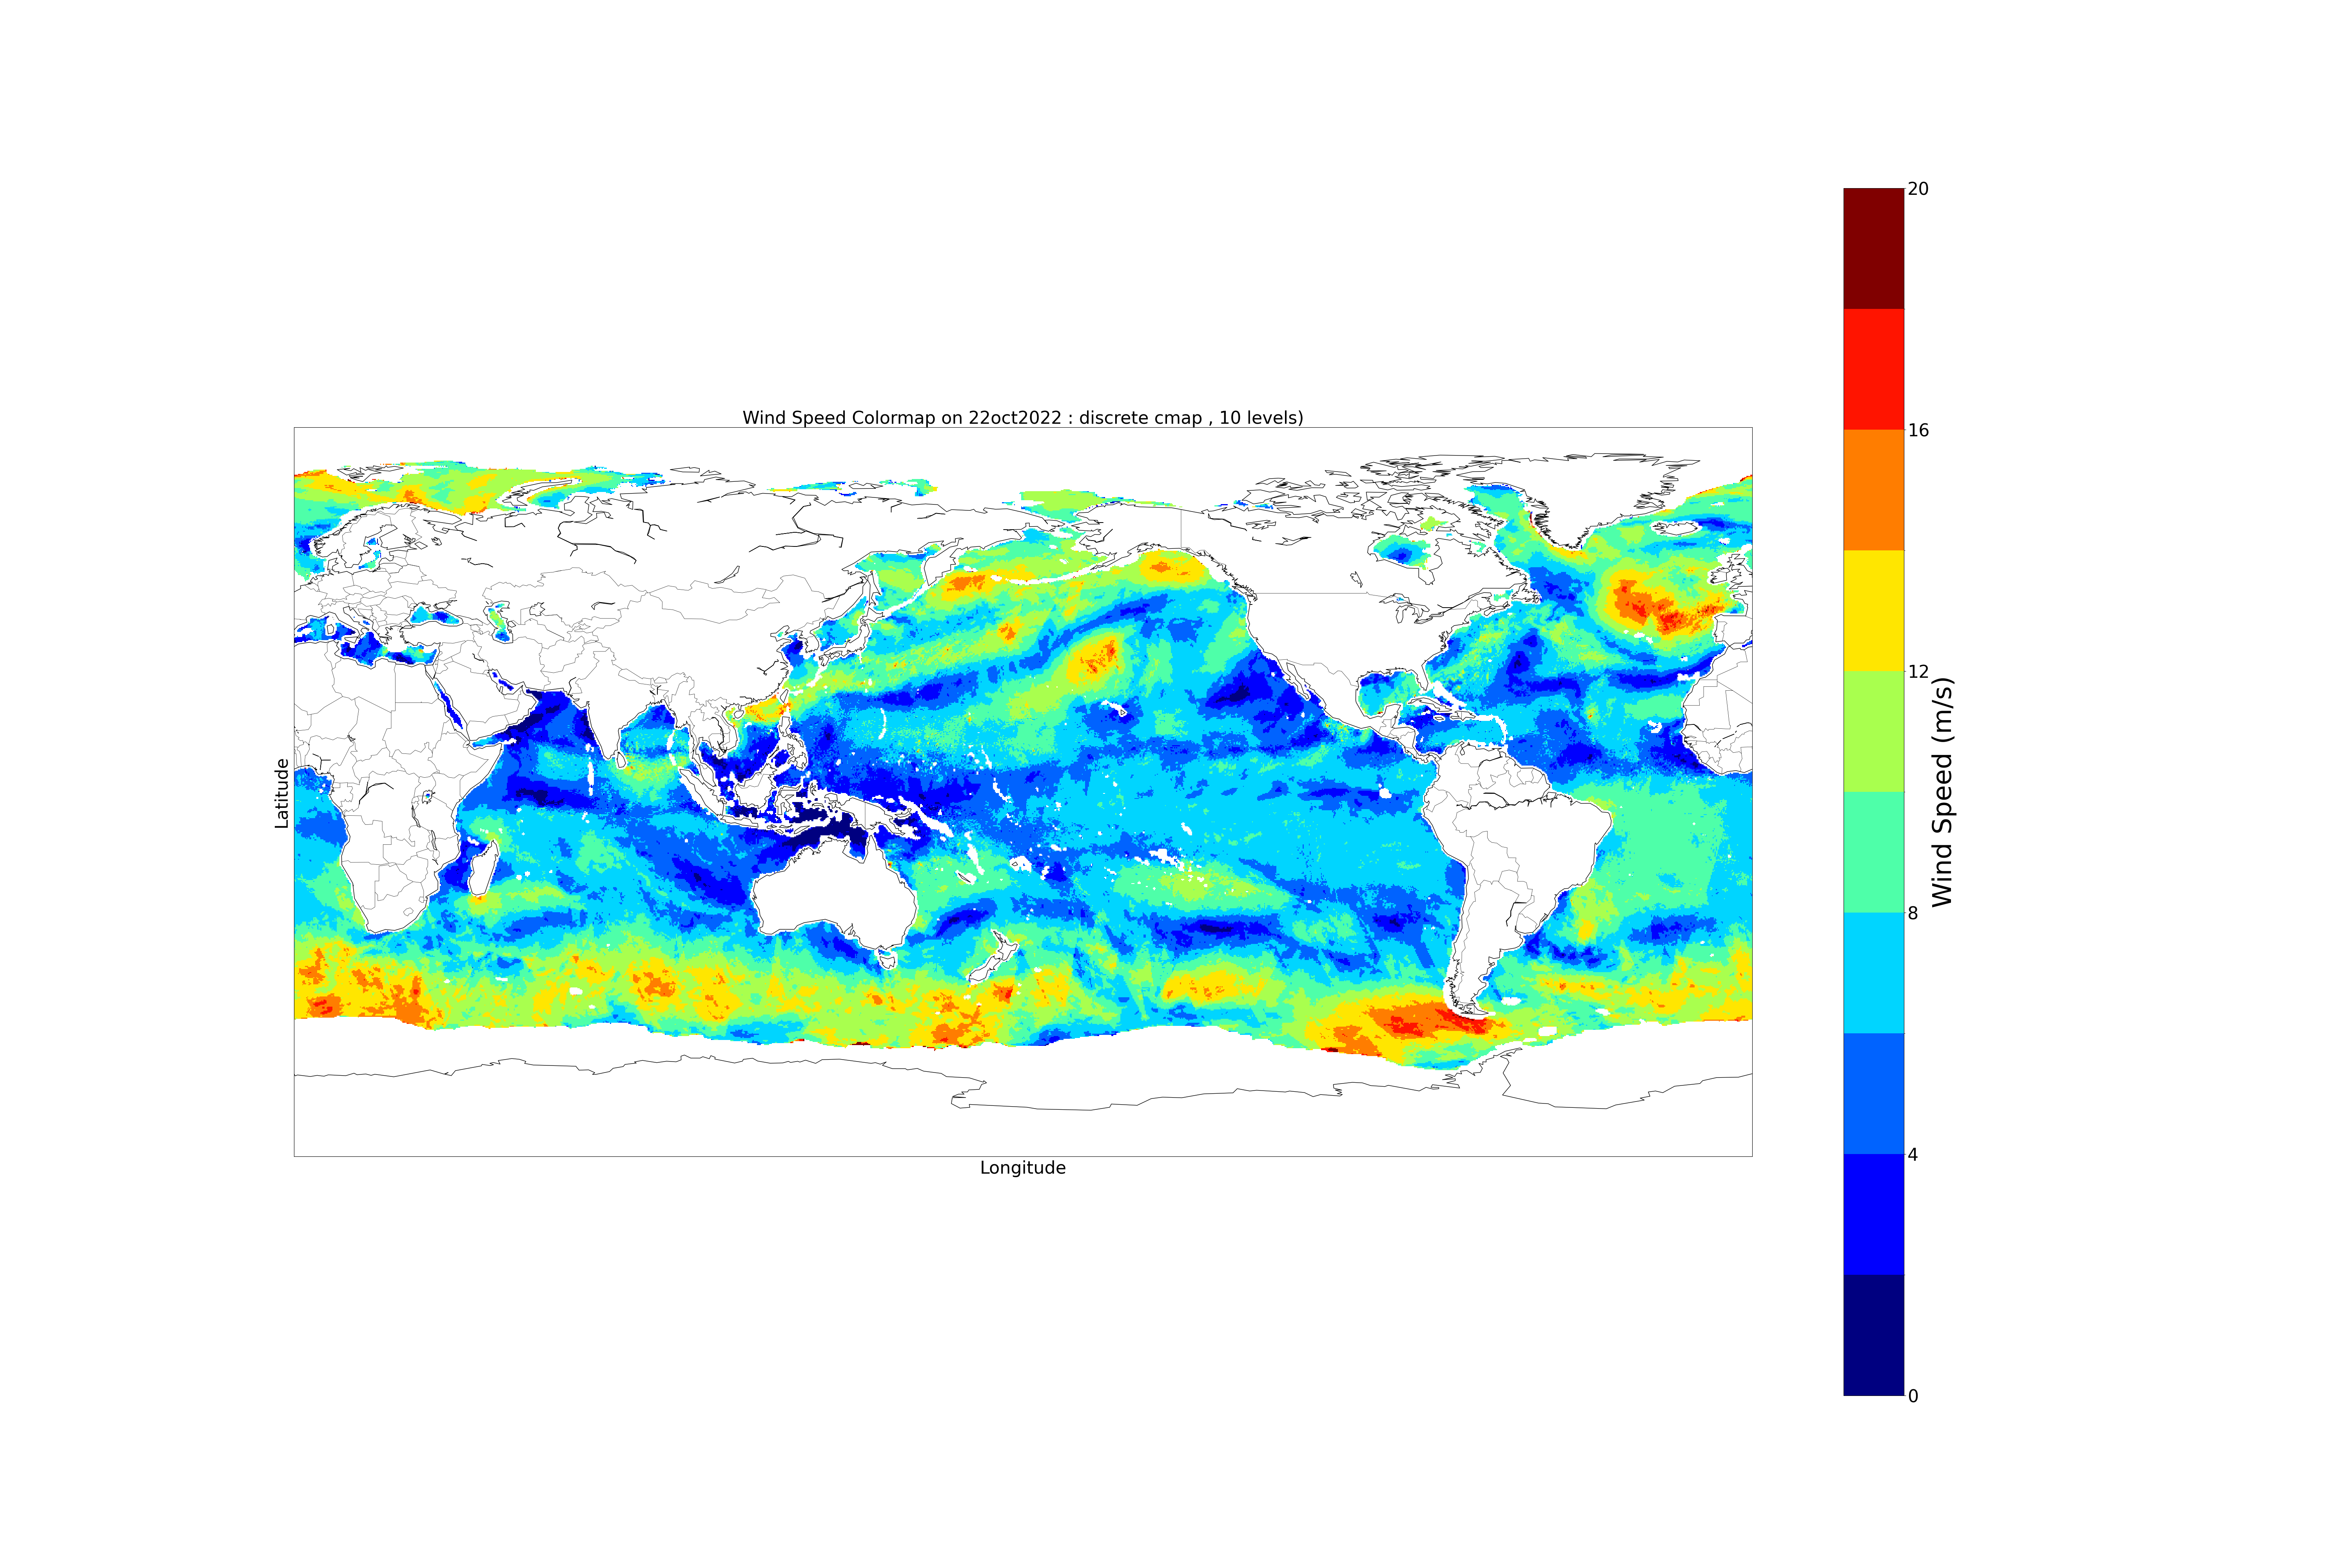 Wind Speed Colormap on 22oct2022 : discrete cmap , 10 levels)
Latitude
Longitude
20
16
12
8
4
0
Wind Speed (m/s)